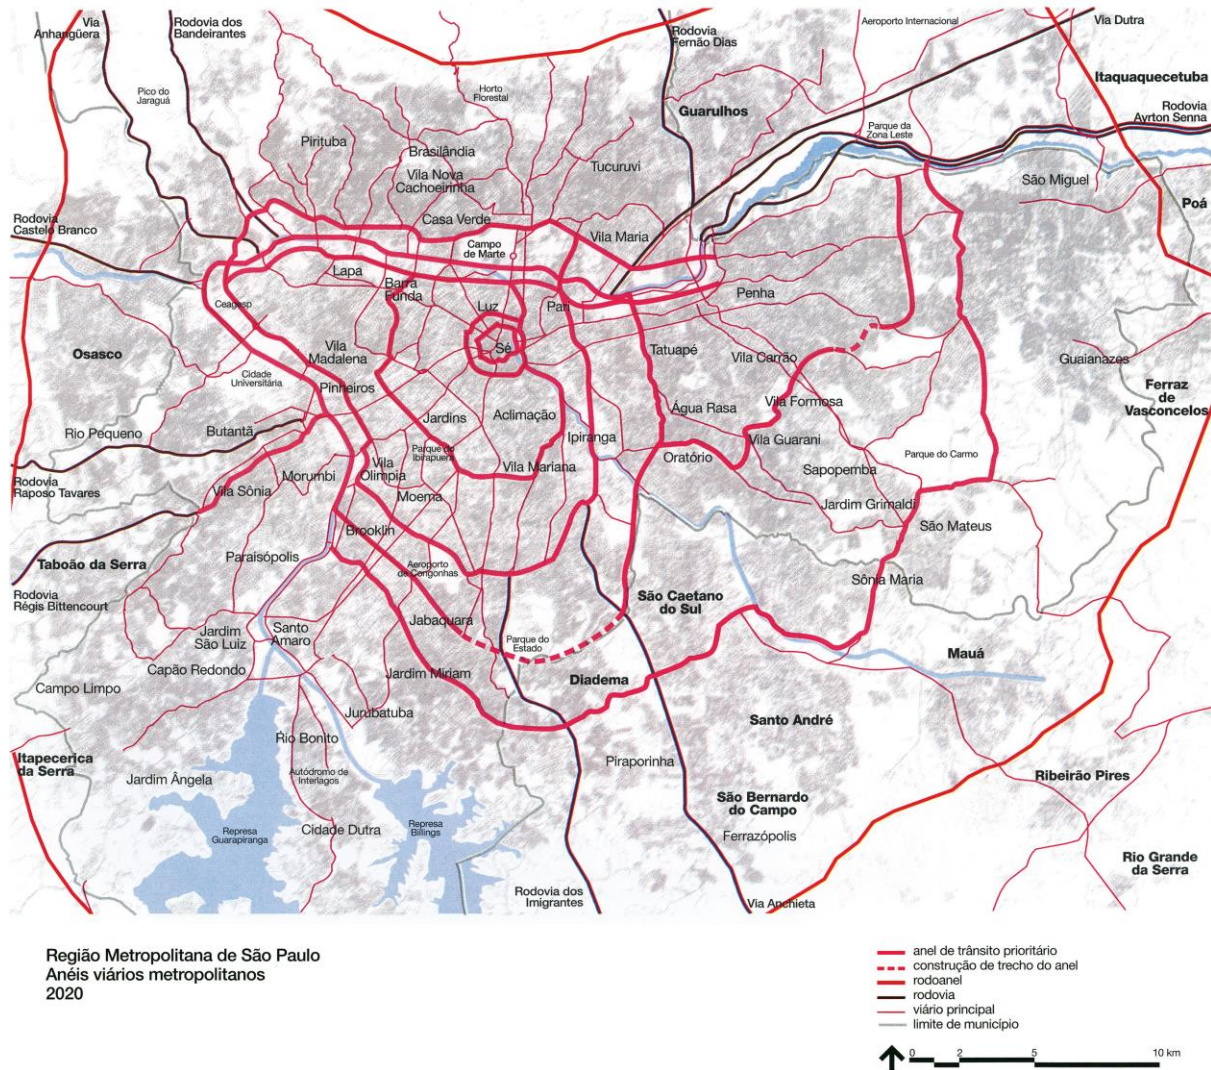 Via
Anhangüera
Rodovia dos
Bandeirantes
Rodovia
Fernão Dias
Aeroporto Internacional
Via Dutra
Itaquaquecetuba
Rodovia
Ayrton Senna
Pico do
Jaraguá
Horto
Florestal
Guarulhos
Parque da
Zona Leste
Pirituba
Brasilândia
Vila Nova
Cachoeirinha
Tucuruvi
São Miguel
Poá
Casa Verde
Rodovia
Castelo Branco
Campo
de Marte
Vila Maria
Lapa
Barra
Funda
Ceagesp
Luz
Pari
Penha
Osasco
Vila
Madalena
Sé
Tatuapé
Vila Carrão
Guaianazes
Cidade
Universitária
Pinheiros
Ferraz
de
Vasconcelos
Jardins
Aclimação
Água Rasa
Vila Formosa
Rio Pequeno
Butantã
Ipiranga
Vila Guarani
Parque do
Ibirapuera
Oratório
Parque do Carmo
Rodovia
Raposo Tavares
Morumbi
Vila
Olimpia
Vila Mariana
Sapopemba
Vila Sônia
Moema
Jardim Grimaldi
São Mateus
Brooklin
Taboão da Serra
Paraisópolis
Aeroporto
de Congonhas
Sônia Maria
Rodovia
Régis Bittencourt
São Caetano
do Sul
Jabaquara
Jardim
São Luiz
Santo
Amaro
Parque do
Estado
Mauá
Capão Redondo
Jardim Miriam
Diadema
Campo Limpo
Jurubatuba
Santo André
Rio Bonito
Itapecerica
da Serra
Jardim Ângela
Autódromo de
Interlagos
Piraporinha
Ribeirão Pires
São Bernardo
do Campo
Represa
Guarapiranga
Cidade Dutra
Represa
Billings
Ferrazópolis
Rio Grande
da Serra
Rodovia dos
Imigrantes
Via Anchieta
Região Metropolitana de São Paulo
Anéis viários metropolitanos
2020
anel de trânsito prioritário
construção de trecho do anel
rodoanel
rodovia
viário principal
limite de município
0 2 5 10 km